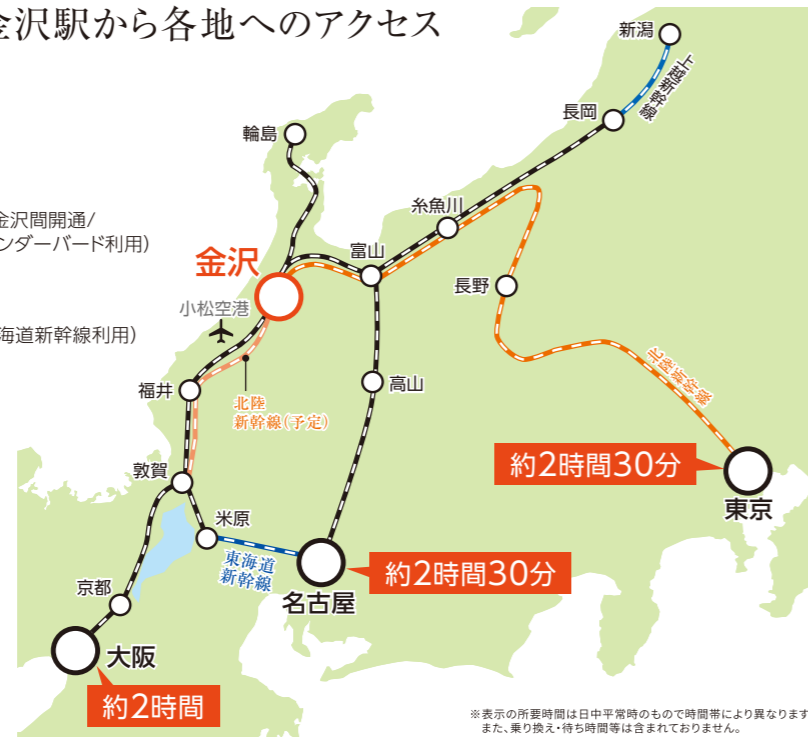 金沢駅から各地へのアクセス
新潟
上越新幹線
長岡
輪島
糸魚川
金沢間開通/
ンダーバード利用)
富山
金沢
長野
小松空港
海道新幹線利用)
福井
高山
北陸
新幹線(予定)
北陸新幹線
約2時間30分
敦賀
東京
米原
東海道
新幹線
約2時間30分
京都
名古屋
大阪
約2時間
※表示の所要時間は日中平常時のもので時間帯により異なります
また、乗り換え・待ち時間等は含まれておりません。